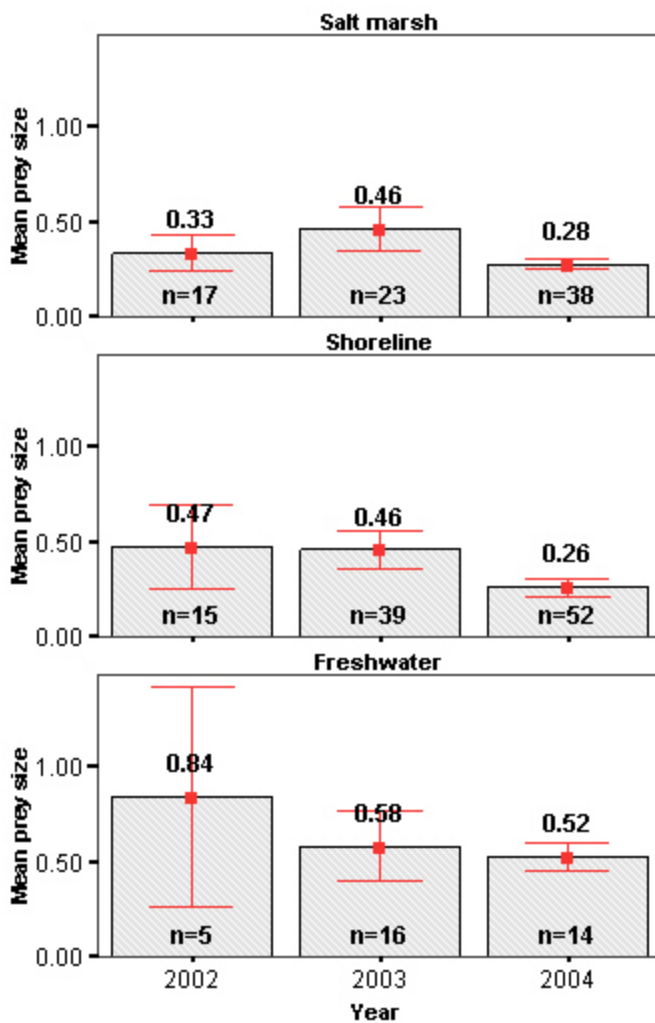 Salt marsh
Mean prey size
1.00
0.50
0.00
0.33
0.46
0.28
n=17
n=23
n=38
Shoreline
Mean prey size
1.00
0.50
0.00
0.47
0.46
0.26
n=15
n=39
n=52
Freshwater
Mean prey size
1.00
0.50
0.00
0.84
0.58
0.52
n=5
n=16
n=14
2002
2003
2004
Year